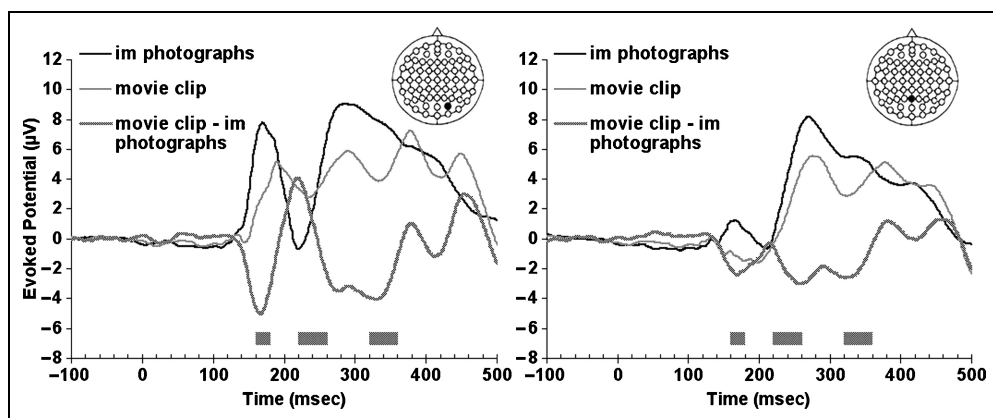 im photographs
movie clip
movie clip - im
photographs
12
10
8
6
4
2
0
−2
−4
−6
−8
Evoked Potential (µV)
−100 0 100 200 300 400 500
Time (msec)
im photographs
movie clip
movie clip - im
photographs
12
10
8
6
4
2
0
−2
−4
−6
−8
−100 0 100 200 300 400 500
Time (msec)